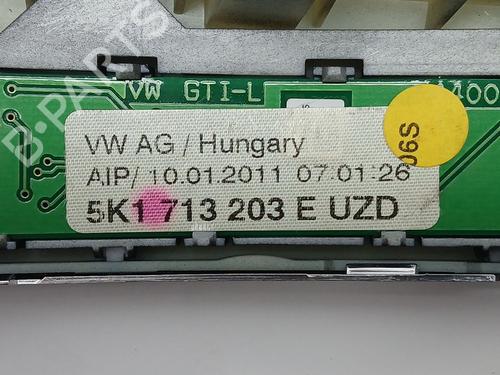 VW GTI-L
VW AG / Hungary
AIP/ 10.01.2011 07:01:26
5K1 713 203 E UZD
06S
B-PARTS